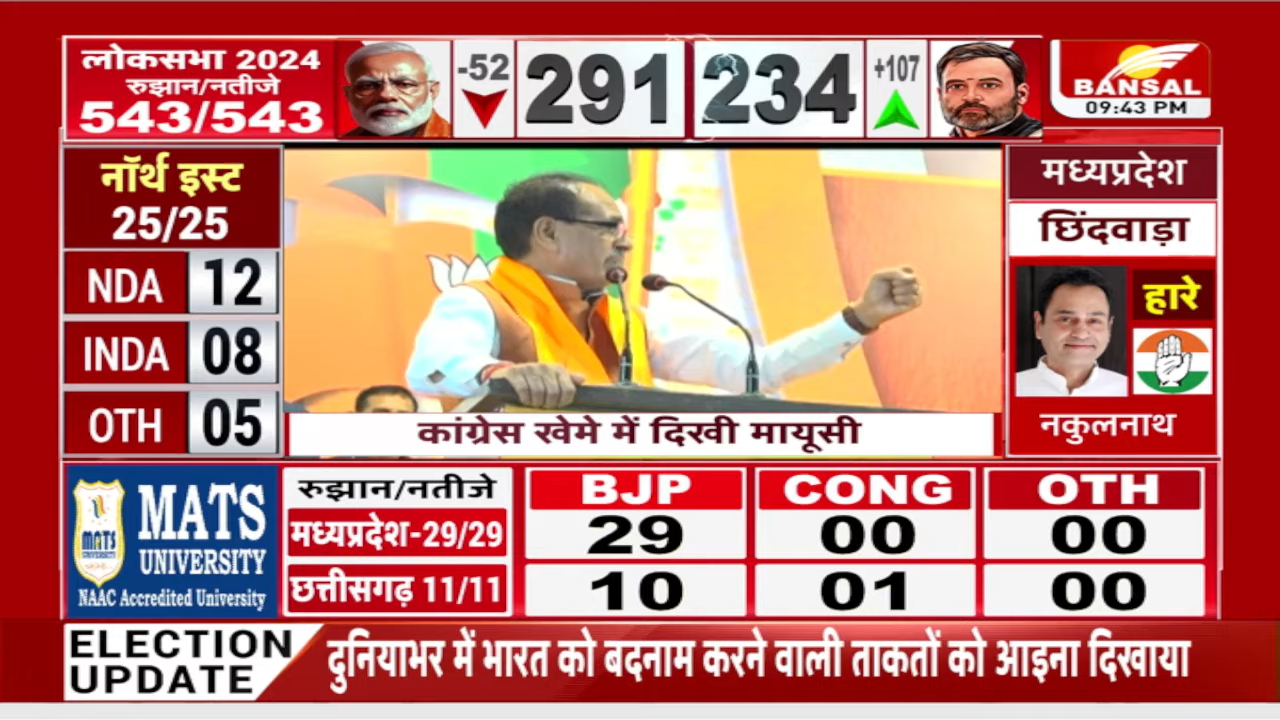 लोकसभा 2024
रुझान/नतीजे
543/543
-52
291
234
+107
BANSAL
09:43 PM
नॉर्थ इस्ट
25/25
NDA 12
INDA 08
OTH 05
कांग्रेस खेमे में दिखी मायूसी
मध्यप्रदेश
छिंदवाड़ा
हारे
नकुलनाथ
MATS
UNIVERSITY
NAAC Accredited University
MATS
UNIVERSITY
रुझान/नतीजे BJP CONG OTH
मध्यप्रदेश-29/29 29 00 00
छत्तीसगढ़ 11/11 10 01 00
ELECTION
UPDATE
दुनियाभर में भारत को बदनाम करने वाली ताकतों को आइना दिखाया